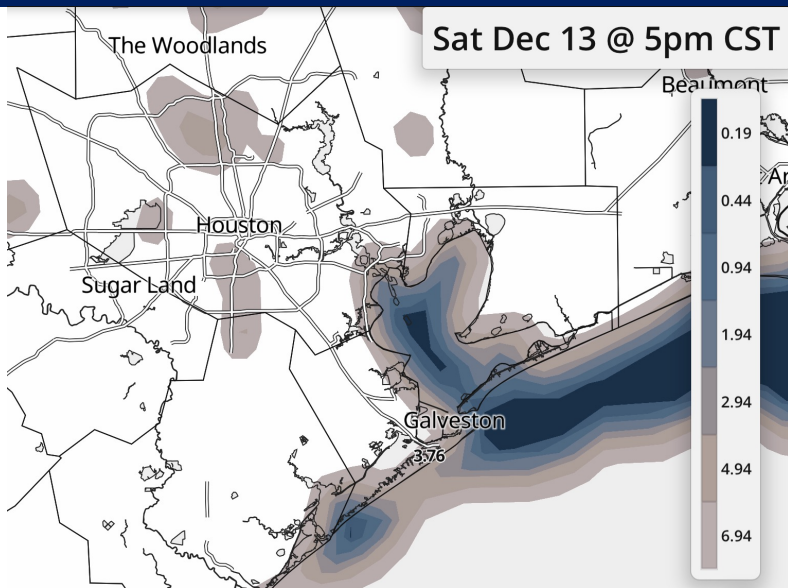 Sat Dec 13 @ 5pm CST
The Woodlands
Beaumont
0.19
0.44
Houston
0.94
Sugar Land
1.94
2.94
Galveston
3.76
4.94
6.94